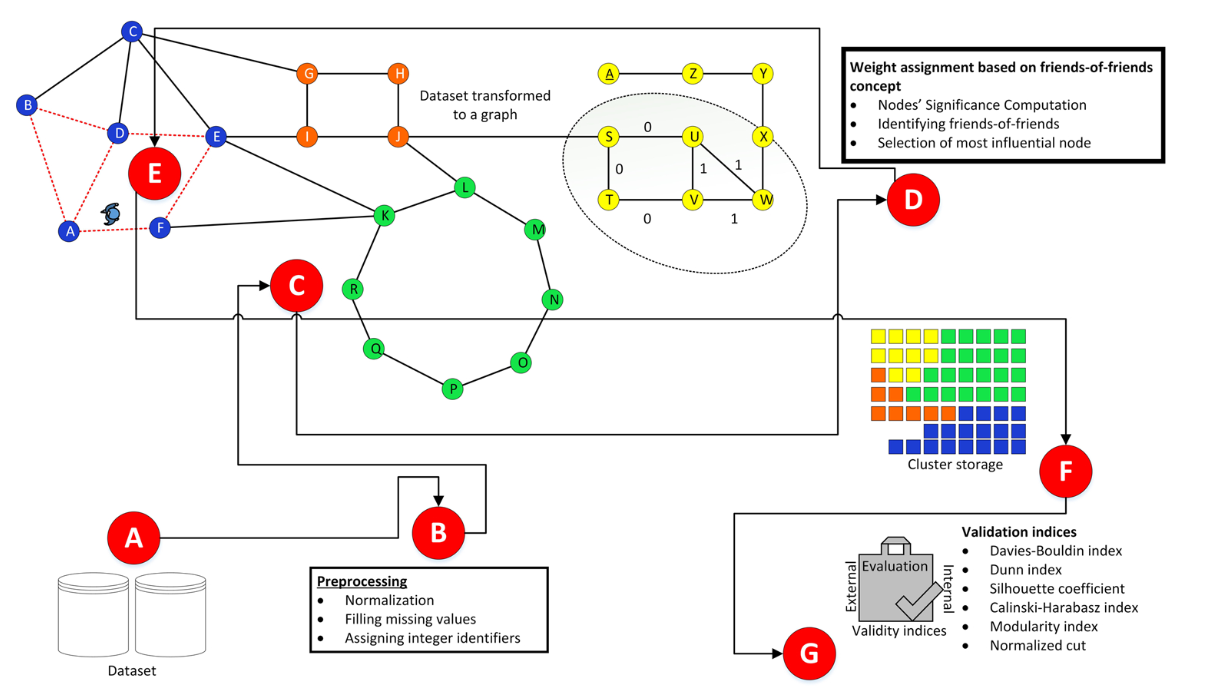 C
G
H
A
Z
Y
Weight assignment based on friends-of-friends
concept
• Nodes' Significance Computation
• Identifying friends-of-friends
• Selection of most influential node
Dataset transformed
to a graph
B
D
E
I
J
S
0
U
X
E
0
1
1
L
T
V
W
D
A
F
K
0
1
M
C
R
N
Q
O
P
Cluster storage
F
A
B
Preprocessing
• Normalization
• Filling missing values
• Assigning integer identifiers
Dataset
External
Evaluation
Internal
Validity indices
Validation indices
• Davies-Bouldin index
• Dunn index
• Silhouette coefficient
• Calinski-Harabasz index
• Modularity index
• Normalized cut
G